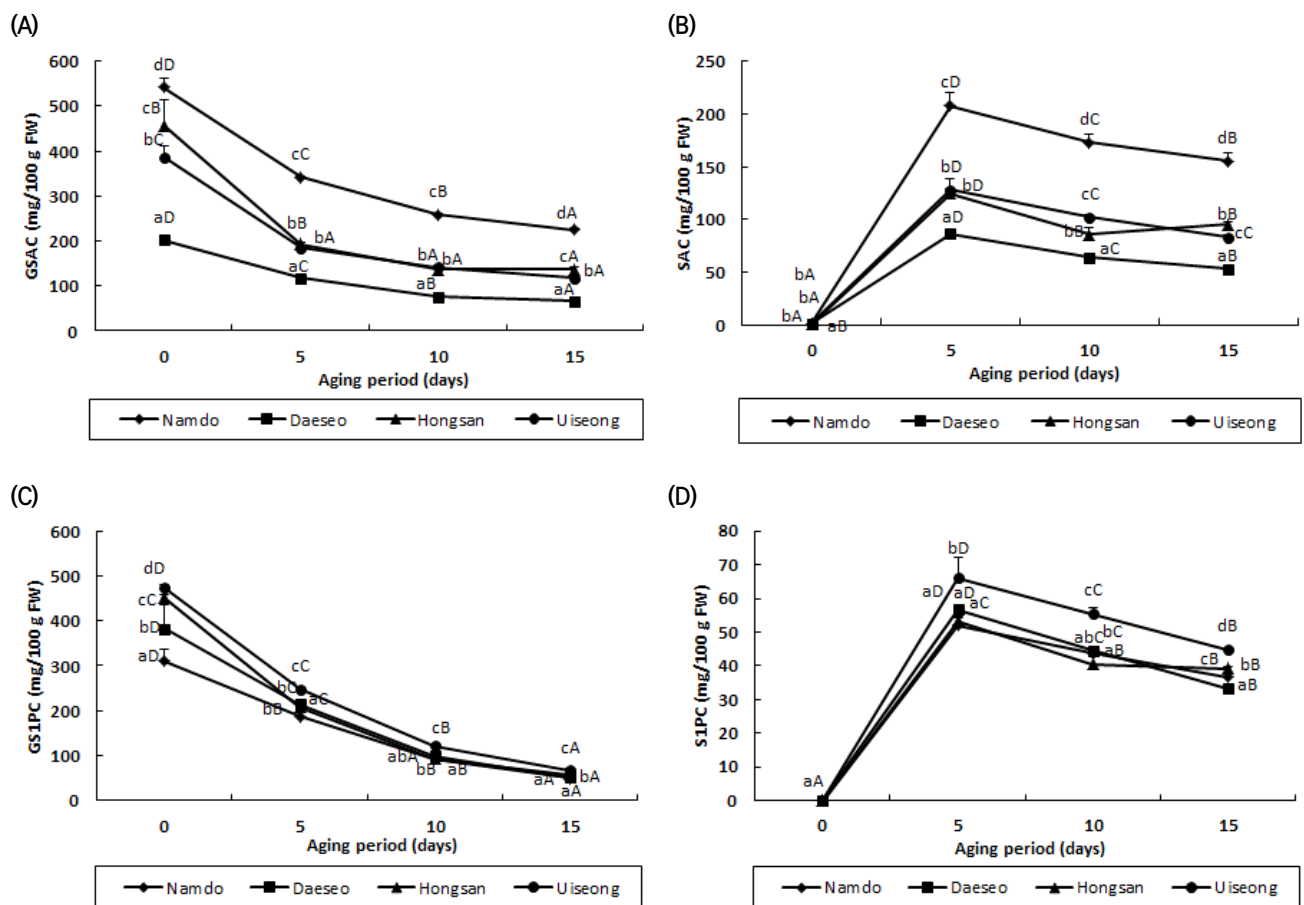 (A)
(B)
GSAC (mg/100 g FW)
600
500
400
300
200
100
0
dD
cB
bC
aD
cC
bB
bA
aC
cB
bA
bA
aB
dA
cA
bA
aA
0 5 10 15
Aging period (days)
Namdo Daeseo Hongsan Uiseong
SAC (mg/100 g FW)
250
200
150
100
50
0
bA
bA
bA
aB
cD
bD
bD
aD
dC
cC
bB
aC
dB
bB
cC
aB
0 5 10 15
Aging period (days)
Namdo Daeseo Hongsan Uiseong
(C)
(D)
GS1PC (mg/100 g FW)
600
500
400
300
200
100
0
dD
cC
bD
aD
cC
bC
aC
bB
cB
abA
bB
aB
cA
aA
bA
aA
0 5 10 15
Aging period (days)
Namdo Daeseo Hongsan Uiseong
S1PC (mg/100 g FW)
80
70
60
50
40
30
20
10
0
aA
bD
aD
aD
aC
cC
bC
abC
aB
dB
cB
bB
aB
0 5 10 15
Aging period (days)
Namdo Daeseo Hongsan Uiseong